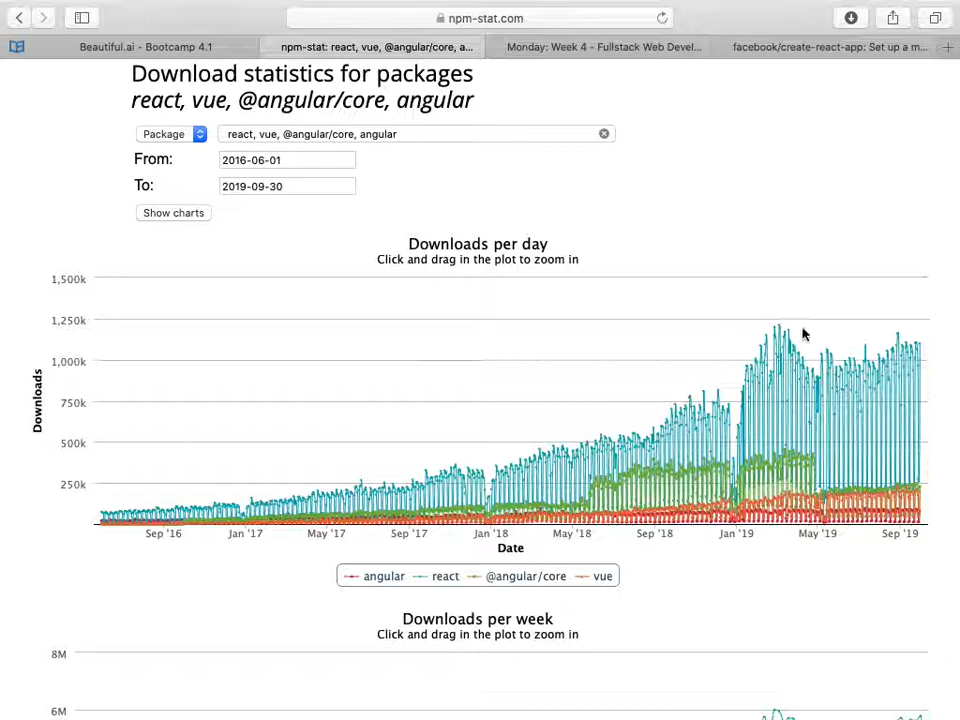 npm-stat.com
Beautiful.ai - Bootcamp 4.1
npm-stat: react, vue, @angular/core, a...
Monday: Week 4 - Fullstack Web Devel...
facebook/create-react-app: Set up a m...
Download statistics for packages
react, vue, @angular/core, angular
Package
react, vue, @angular/core, angular
From:
2016-06-01
To:
2019-09-30
Show charts
Downloads per day
Click and drag in the plot to zoom in
1,500k
1,250k
1,000k
750k
500k
250k
Downloads
Sep '16
Jan '17
May '17
Sep '17
Jan '18
May '18
Sep '18
Jan '19
May '19
Sep '19
Date
angular
react
@angular/core
vue
Downloads per week
Click and drag in the plot to zoom in
8M
6M